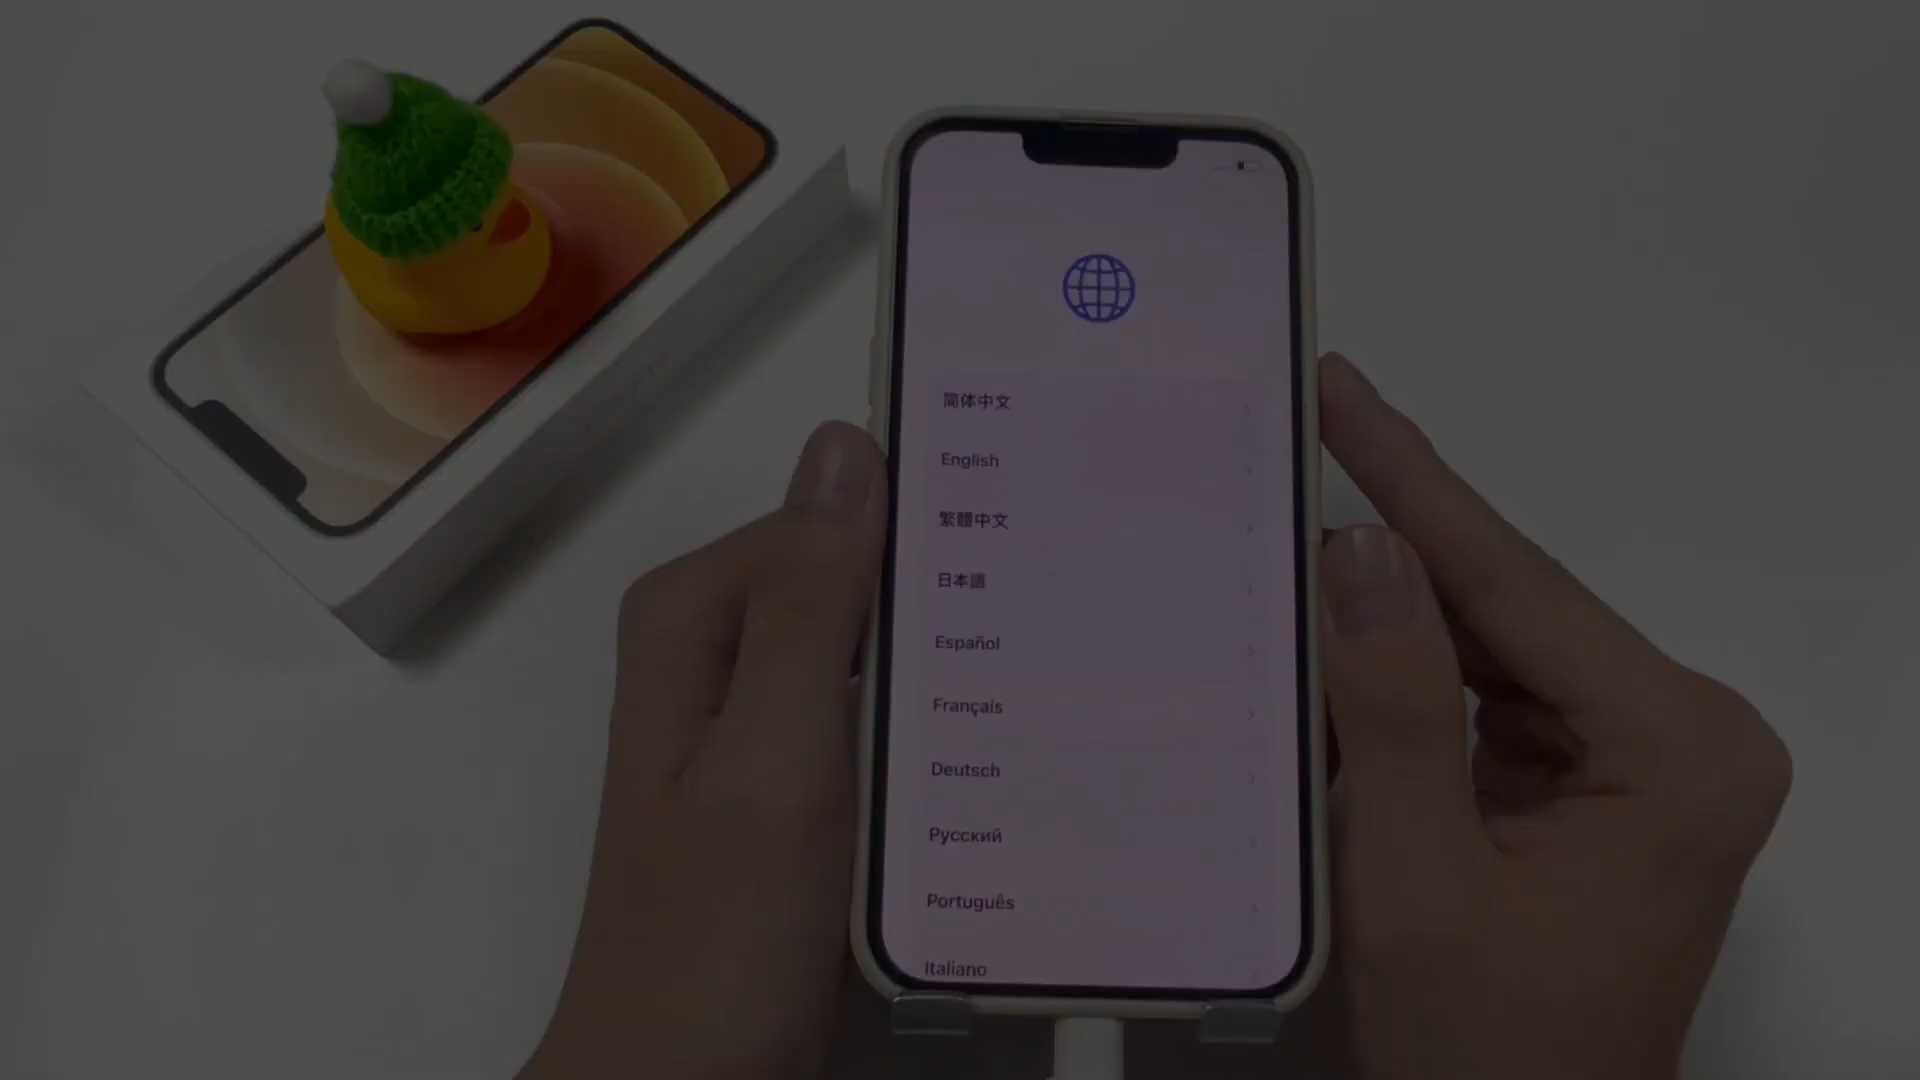 简体中文
English
繁體中文
日本語
Español
Français
Deutsch
Русский
Português
Italiano